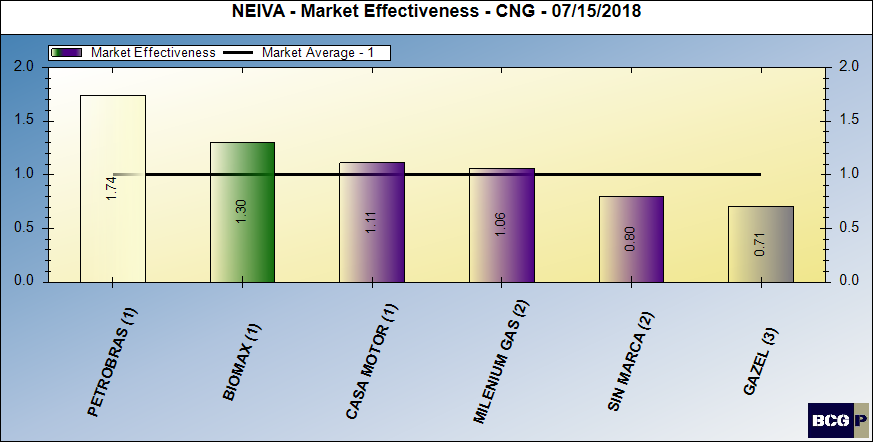 NEIVA - Market Effectiveness - CNG - 07/15/2018
Market Effectiveness Market Average - 1
2.0 2.0
1.5 1.5
1.0 1.0
0.5 0.5
0.0 0.0
1.74 1.30 1.11 1.06 0.80 0.71
PETROBRAS (1)
BIOMAX (1)
CASA MOTOR (1)
MILENIUM GAS (2)
SIN MARCA (2)
GAZEL (3)
BCG P